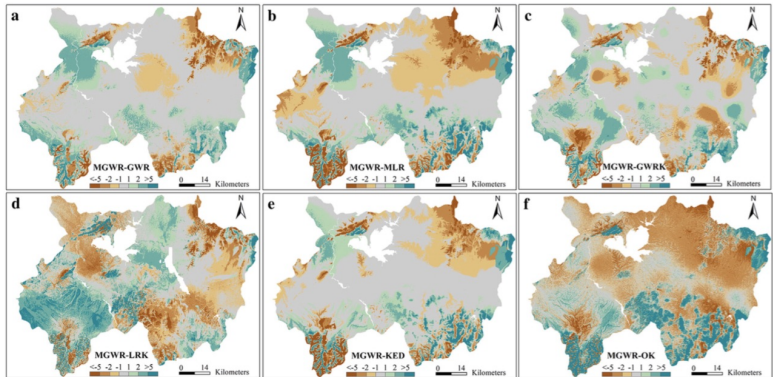 a
N
MGWR-GWR
<-5 -2 -1 1 2 >5
0 14 Kilometers
b
N
MGWR-MLR
<-5 -2 -1 1 2 >5
0 14 Kilometers
c
N
MGWR-GWRK
<-5 -2 -1 1 2 >5
0 14 Kilometers
d
N
MGWR-LRK
<-5 -2 -1 1 2 >5
0 14 Kilometers
e
N
MGWR-KED
<-5 -2 -1 1 2 >5
0 14 Kilometers
f
N
MGWR-OK
<-5 -2 -1 1 2 >5
0 14 Kilometers